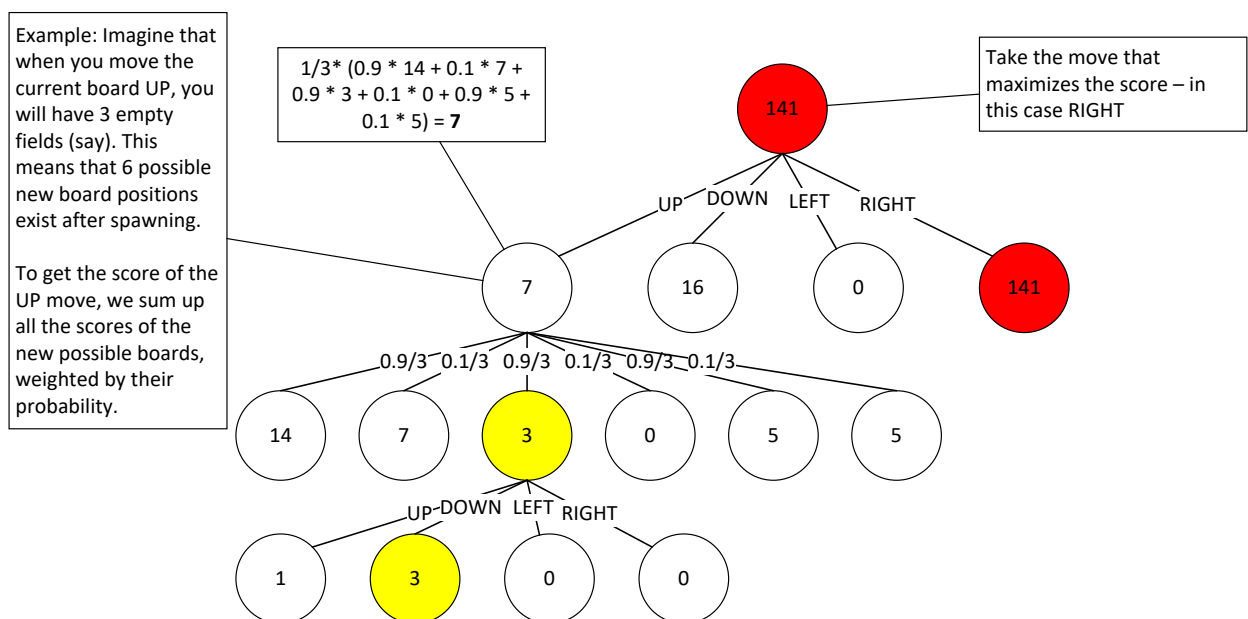 Example: Imagine that
when you move the
current board UP, you
will have 3 empty
fields (say). This
means that 6 possible
new board positions
exist after spawning.
To get the score of the
UP move, we sum up
all the scores of the
new possible boards,
weighted by their
probability.
1/3* (0.9 * 14 + 0.1 * 7 +
0.9 * 3 + 0.1 * 0 + 0.9 * 5 +
0.1 * 5) = 7
141
Take the move that
maximizes the score – in
this case RIGHT
UP DOWN LEFT RIGHT
7 16 0 141
0.9/3 0.1/3 0.9/3 0.1/3 0.9/3 0.1/3
14 7 3 0 5 5
UP DOWN LEFT RIGHT
1 3 0 0